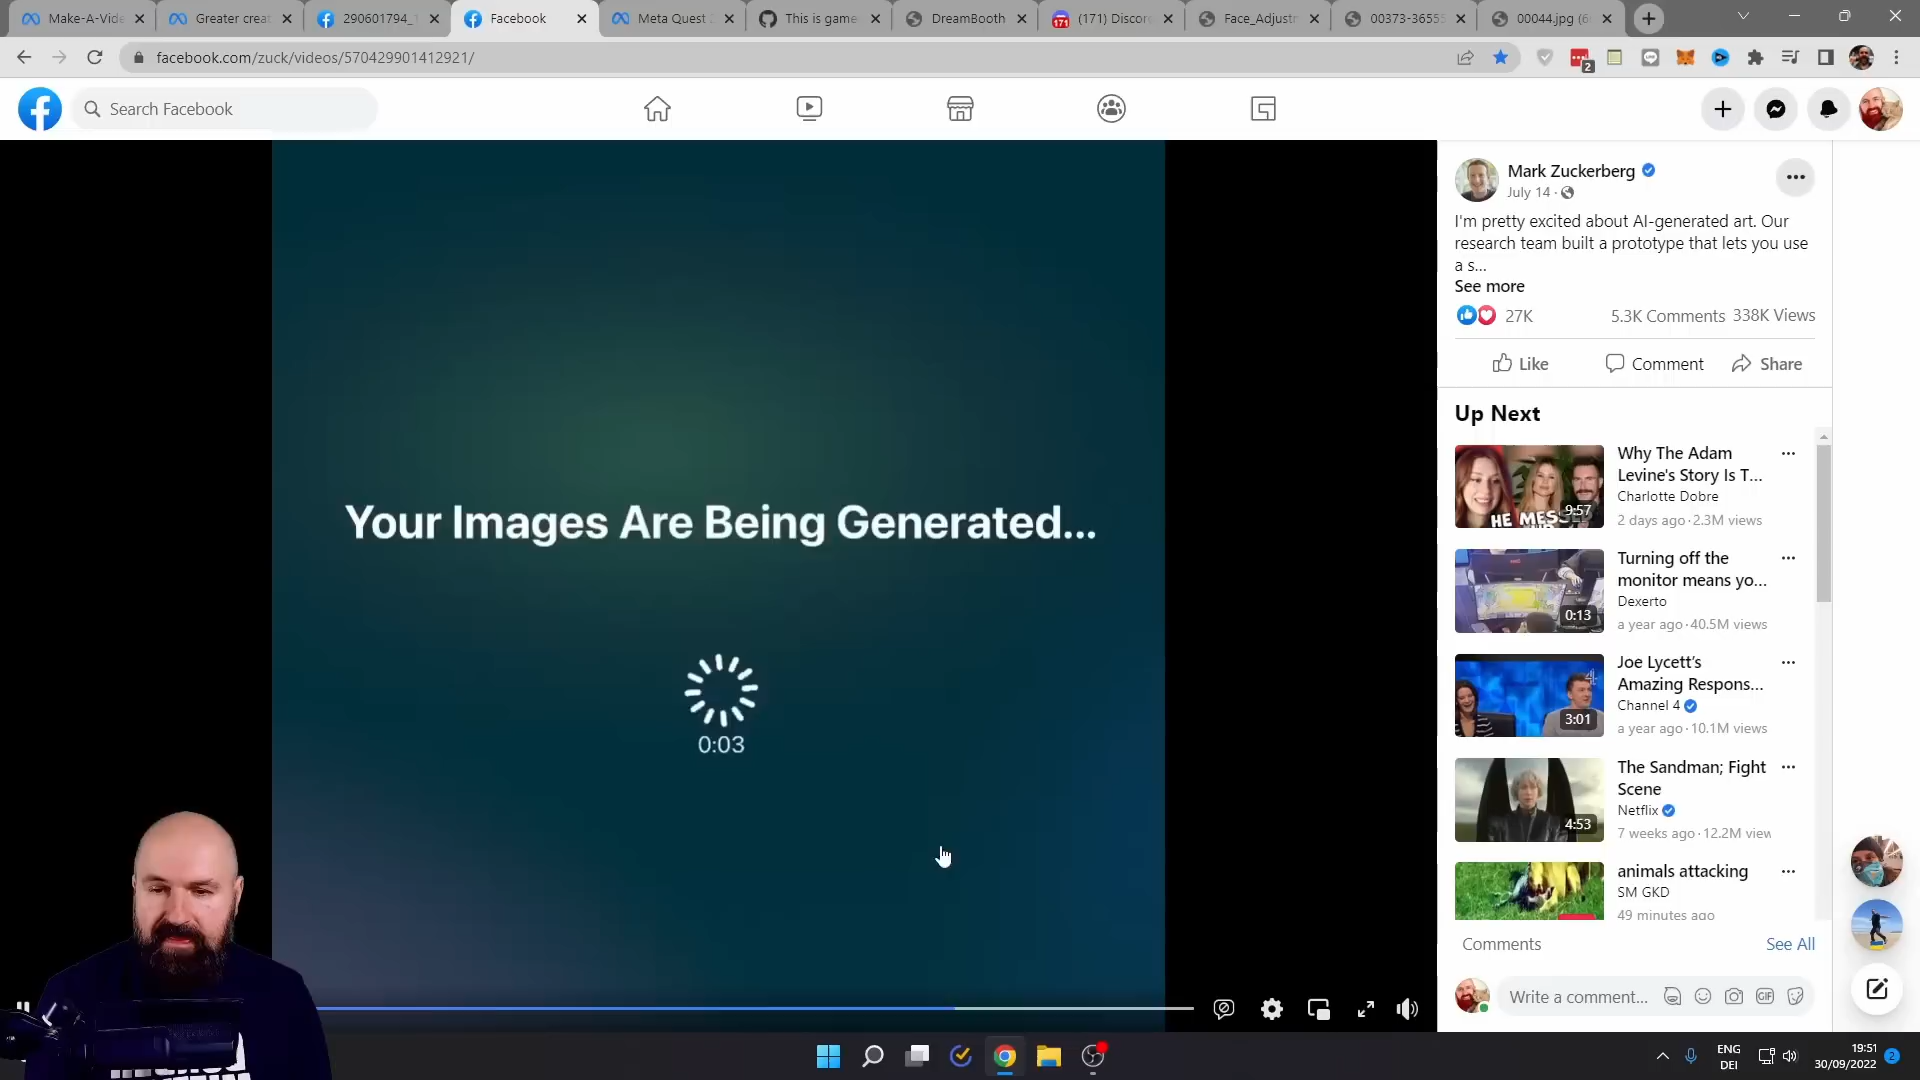 Make-A-Vide
Greater creat
290601794_1
Facebook
Meta Quest
This is game
DreamBooth
(171) Discor
Face_Adjustm
00373-36555
00044.jpg (6
facebook.com/zuck/videos/570429901412921/
2
Search Facebook
Mark Zuckerberg
July 14 ·
I'm pretty excited about AI-generated art. Our
research team built a prototype that lets you use
a s...
See more
27K
5.3K Comments 338K Views
Like
Comment
Share
Up Next
Why The Adam
Levine's Story Is T...
Charlotte Dobre
2 days ago · 2.3M views
9:57
Turning off the
monitor means yo...
Dexerto
a year ago · 40.5M views
0:13
Joe Lycett's
Amazing Respons...
Channel 4
a year ago · 10.1M views
3:01
The Sandman; Fight
Scene
Netflix
7 weeks ago · 12.2M view
4:53
animals attacking
SM GKD
49 minutes ago
Comments
See All
Write a comment...
GIF
Your Images Are Being Generated...
0:03
ENG
DEI
19:51
30/09/2022
2